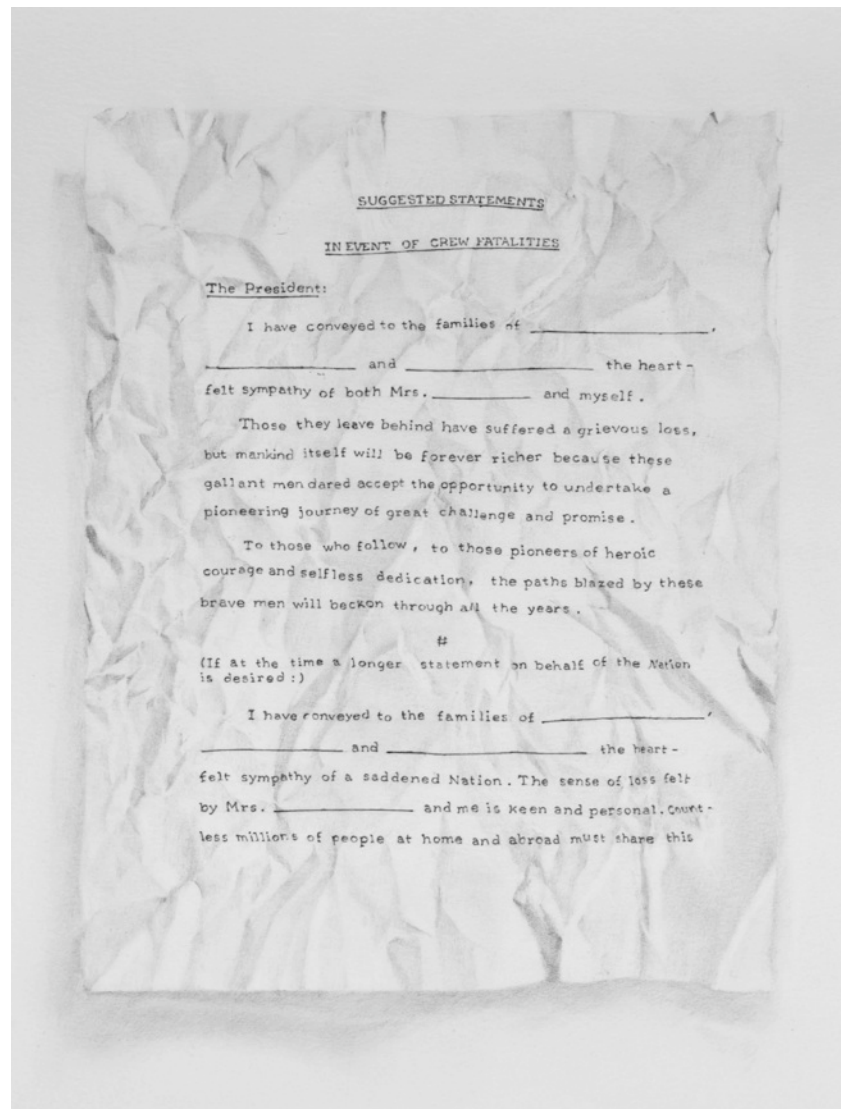 SUGGESTED STATEMENTS
IN EVENT OF CREW FATALITIES
The President:
I have conveyed to the families of ____________,
____________ and ____________ the heart-
felt sympathy of both Mrs. ________ and myself.
Those they leave behind have suffered a grievous loss,
but mankind itself will be forever richer because these
gallant men dared accept the opportunity to undertake a
pioneering journey of great challenge and promise.
To those who follow, to those pioneers of heroic
courage and selfless dedication, the paths blazed by these
brave men will beckon through all the years.
#
(If at the time a longer statement on behalf of the Nation
is desired:)
I have conveyed to the families of ____________,
____________ and ____________ the heart-
felt sympathy of a saddened Nation. The sense of loss felt
by Mrs. ____________ and me is keen and personal. Count-
less millions of people at home and abroad must share this